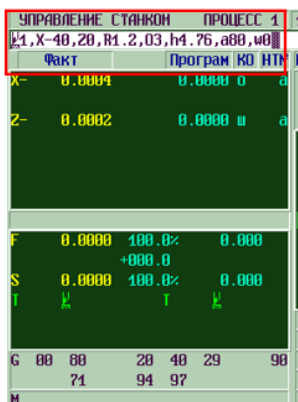 УПРАВЛЕНИЕ СТАНКОМ ПРОЦЕСС 1
1,X-40,Z0,R1.2,O3,h4.76,a80,w0
Факт Програм КО НТМ
X- 0.0004 0.0000 d a
Z- 0.0002 0.0000 ш a
F 0.0000 100.0% 0.000
+000.0
S 0.0000 100.0% 0.000
T T
G 00 80 20 40 29 90
71 94 97
M